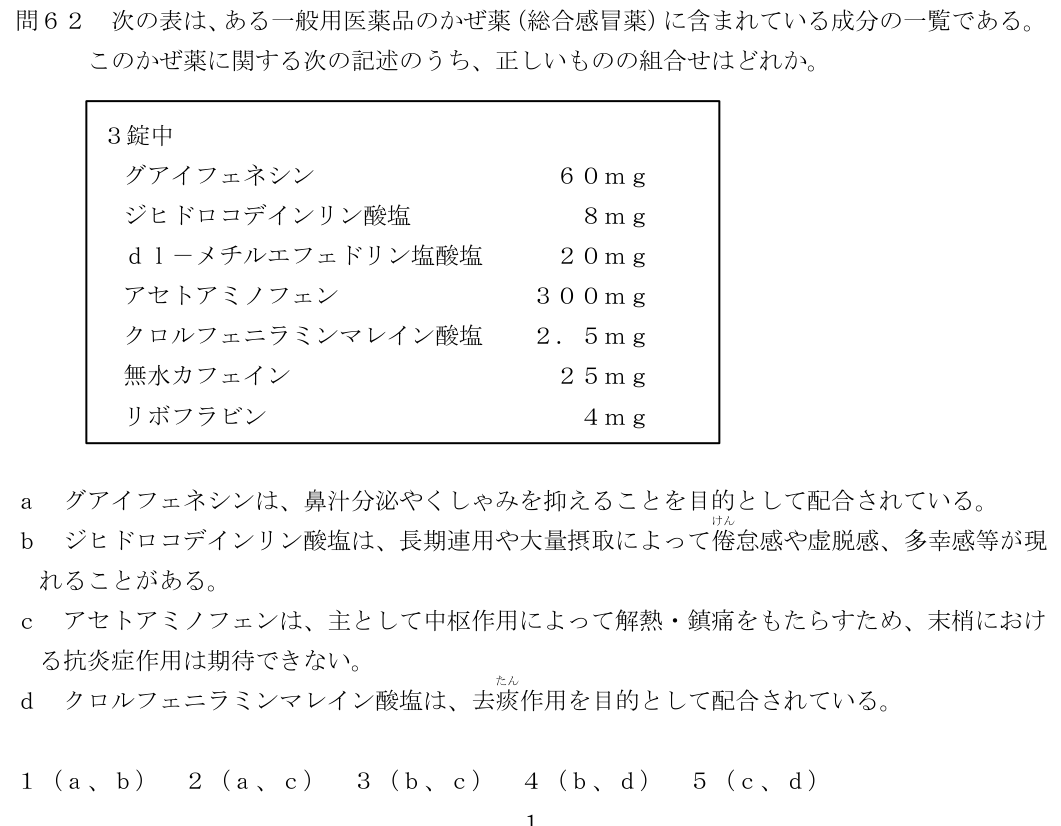 問６２　次の表は、ある一般用医薬品のかぜ薬（総合感冒薬）に含まれている成分の一覧である。
このかぜ薬に関する次の記述のうち、正しいものの組合せはどれか。
３錠中
グアイフェネシン　６０ｍｇ
ジヒドロコデインリン酸塩　８ｍｇ
ｄｌ－メチルエフェドリン塩酸塩　２０ｍｇ
アセトアミノフェン　３００ｍｇ
クロルフェニラミンマレイン酸塩　２．５ｍｇ
無水カフェイン　２５ｍｇ
リボフラビン　４ｍｇ
ａ　グアイフェネシンは、鼻汁分泌やくしゃみを抑えることを目的として配合されている。
けん
ｂ　ジヒドロコデインリン酸塩は、長期連用や大量摂取によって倦怠感や虚脱感、多幸感等が現
れることがある。
ｃ　アセトアミノフェンは、主として中枢作用によって解熱・鎮痛をもたらすため、末梢におけ
る抗炎症作用は期待できない。
たん
ｄ　クロルフェニラミンマレイン酸塩は、去痰作用を目的として配合されている。
１（ａ、ｂ）　２（ａ、ｃ）　３（ｂ、ｃ）　４（ｂ、ｄ）　５（ｃ、ｄ）
1